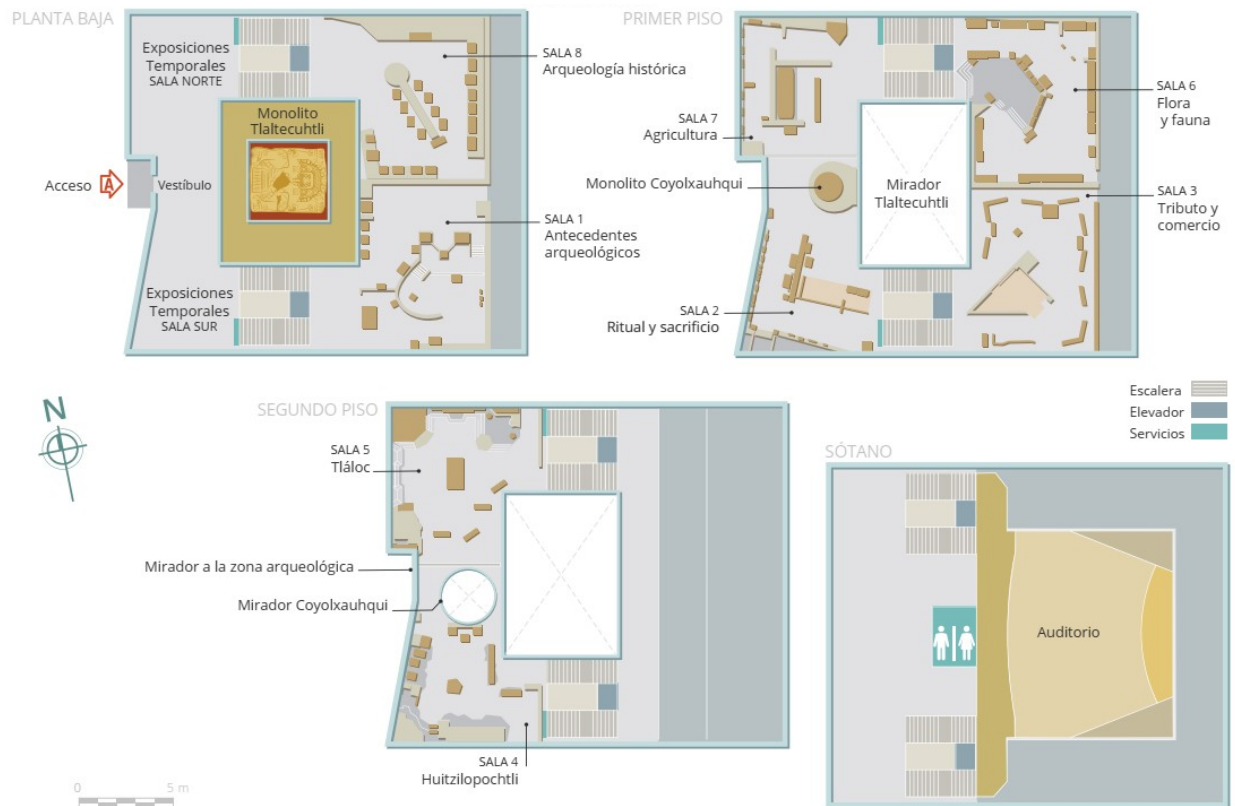 PLANTA BAJA
Exposiciones
Temporales
SALA NORTE
SALA 8
Arqueología histórica
Monolito
Tlaltecuhtli
Acceso
A
Vestíbulo
SALA 1
Antecedentes
arqueológicos
Exposiciones
Temporales
SALA SUR
PRIMER PISO
SALA 6
Flora
y fauna
SALA 7
Agricultura
Monolito Coyolxauhqui
Mirador
Tlaltecuhtli
SALA 3
Tributo y
comercio
SALA 2
Ritual y sacrificio
N
SEGUNDO PISO
SALA 5
Tláloc
Mirador a la zona arqueológica
Mirador Coyolxauhqui
SALA 4
Huitzilopochtli
Escalera
Elevador
Servicios
SÓTANO
Auditorio
0
5 m